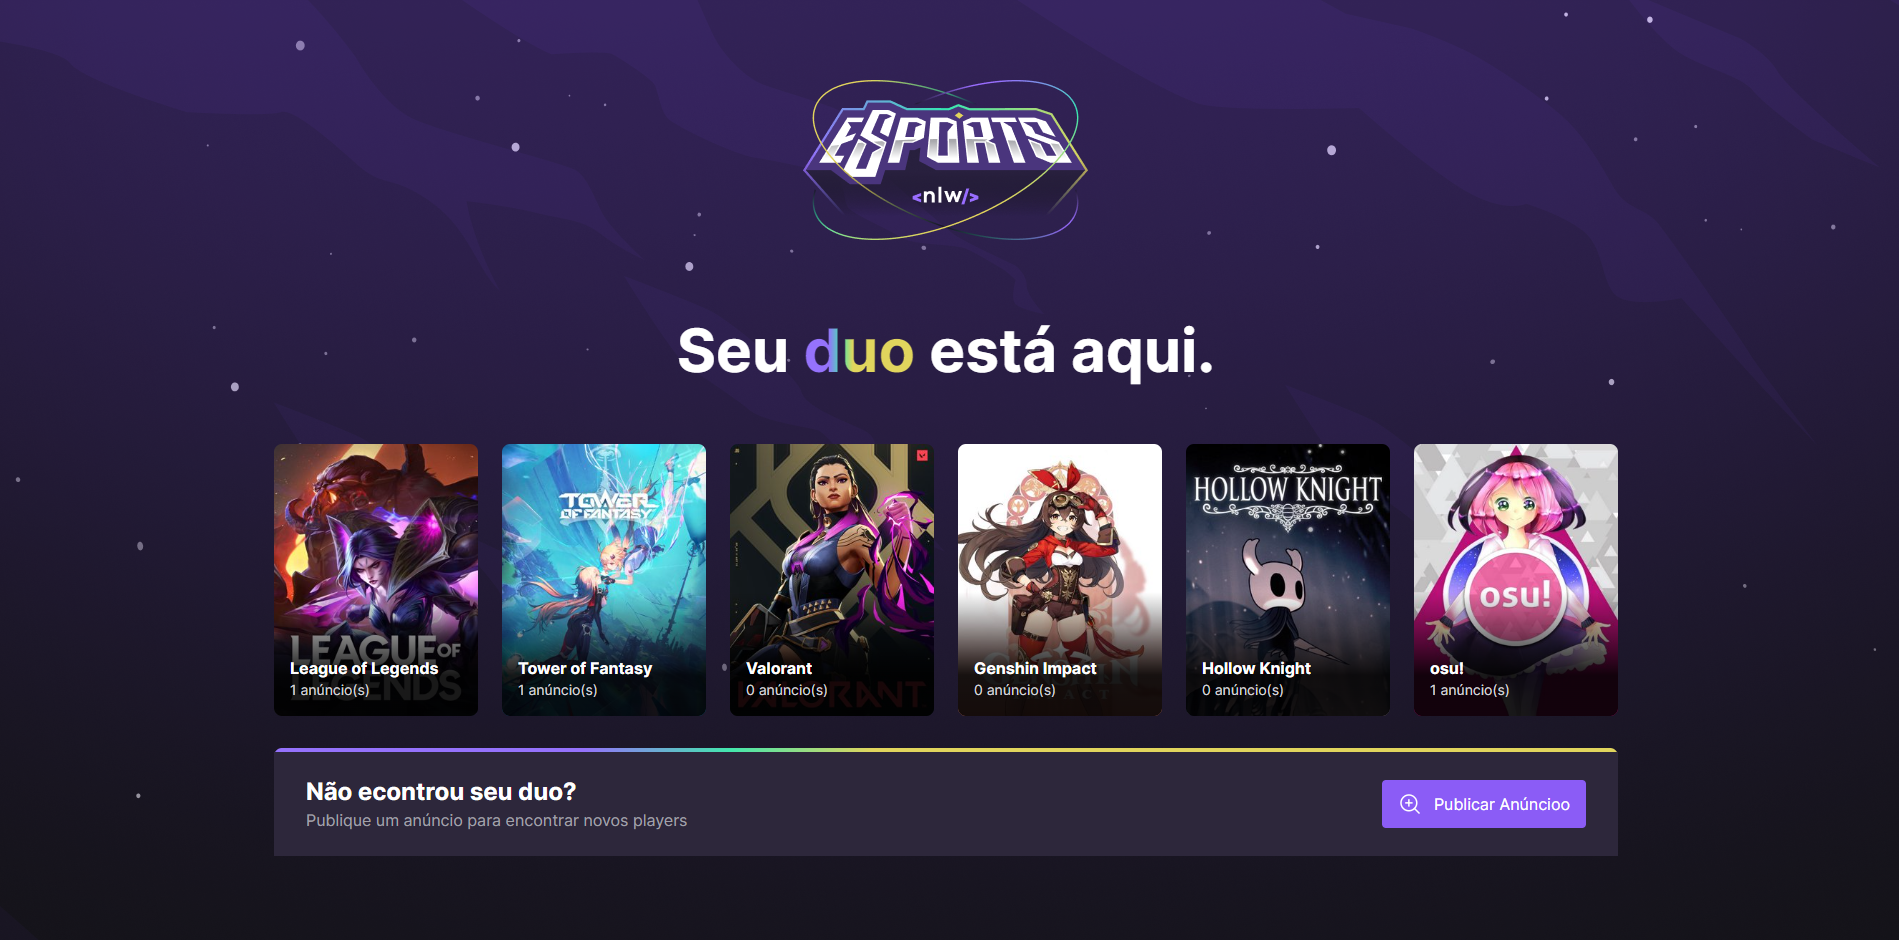 ESPORTS
<nlw/>
Seu duo está aqui.
LEAGUE OF
LEGENDS
League of Legends
1 anúncio(s)
TOWER
OF FANTASY
Tower of Fantasy
1 anúncio(s)
VALORANT
Valorant
0 anúncio(s)
Genshin Impact
0 anúncio(s)
HOLLOW KNIGHT
Hollow Knight
0 anúncio(s)
osu!
osu!
1 anúncio(s)
Não econtrou seu duo?
Publique um anúncio para encontrar novos players
Publicar Anúncioo